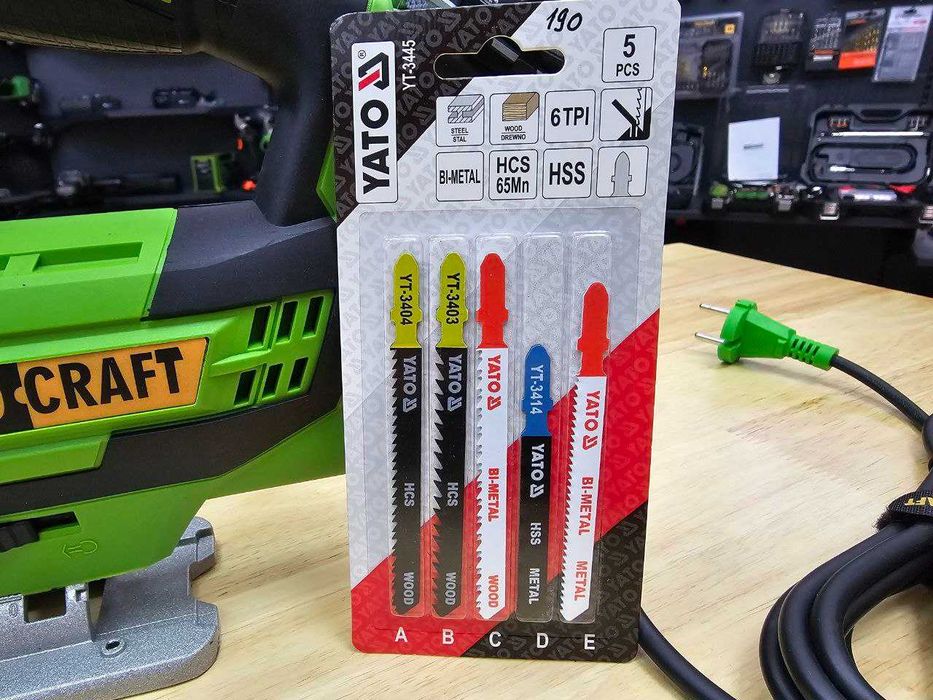 190
YATO®
YT-3445
5
PCS
STEEL
STAL
WOOD
DREWNO
6TPI
BI-METAL
HCS
65Mn
HSS
YT-3404
YATO
HCS
WOOD
YT-3403
YATO
HCS
WOOD
YATO
BI-METAL
WOOD
YT-3414
YATO
HSS
METAL
YATO
BI-METAL
METAL
A B C D E
CRAFT